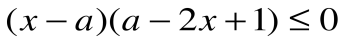 (x − a)(a − 2x + 1) ≤ 0